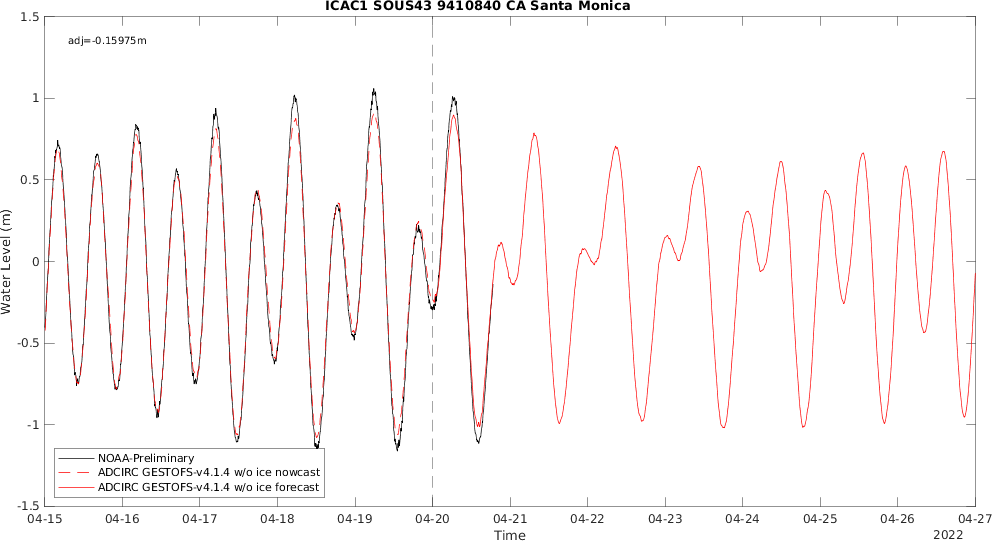 ICAC1 SOUS43 9410840 CA Santa Monica
1.5
adj=-0.15975m
1
0.5
0
-0.5
-1
-1.5
Water Level (m)
NOAA-Preliminary
ADCIRC GESTOFS-v4.1.4 w/o ice nowcast
ADCIRC GESTOFS-v4.1.4 w/o ice forecast
04-15 04-16 04-17 04-18 04-19 04-20 04-21 04-22 04-23 04-24 04-25 04-26 04-27
Time
2022